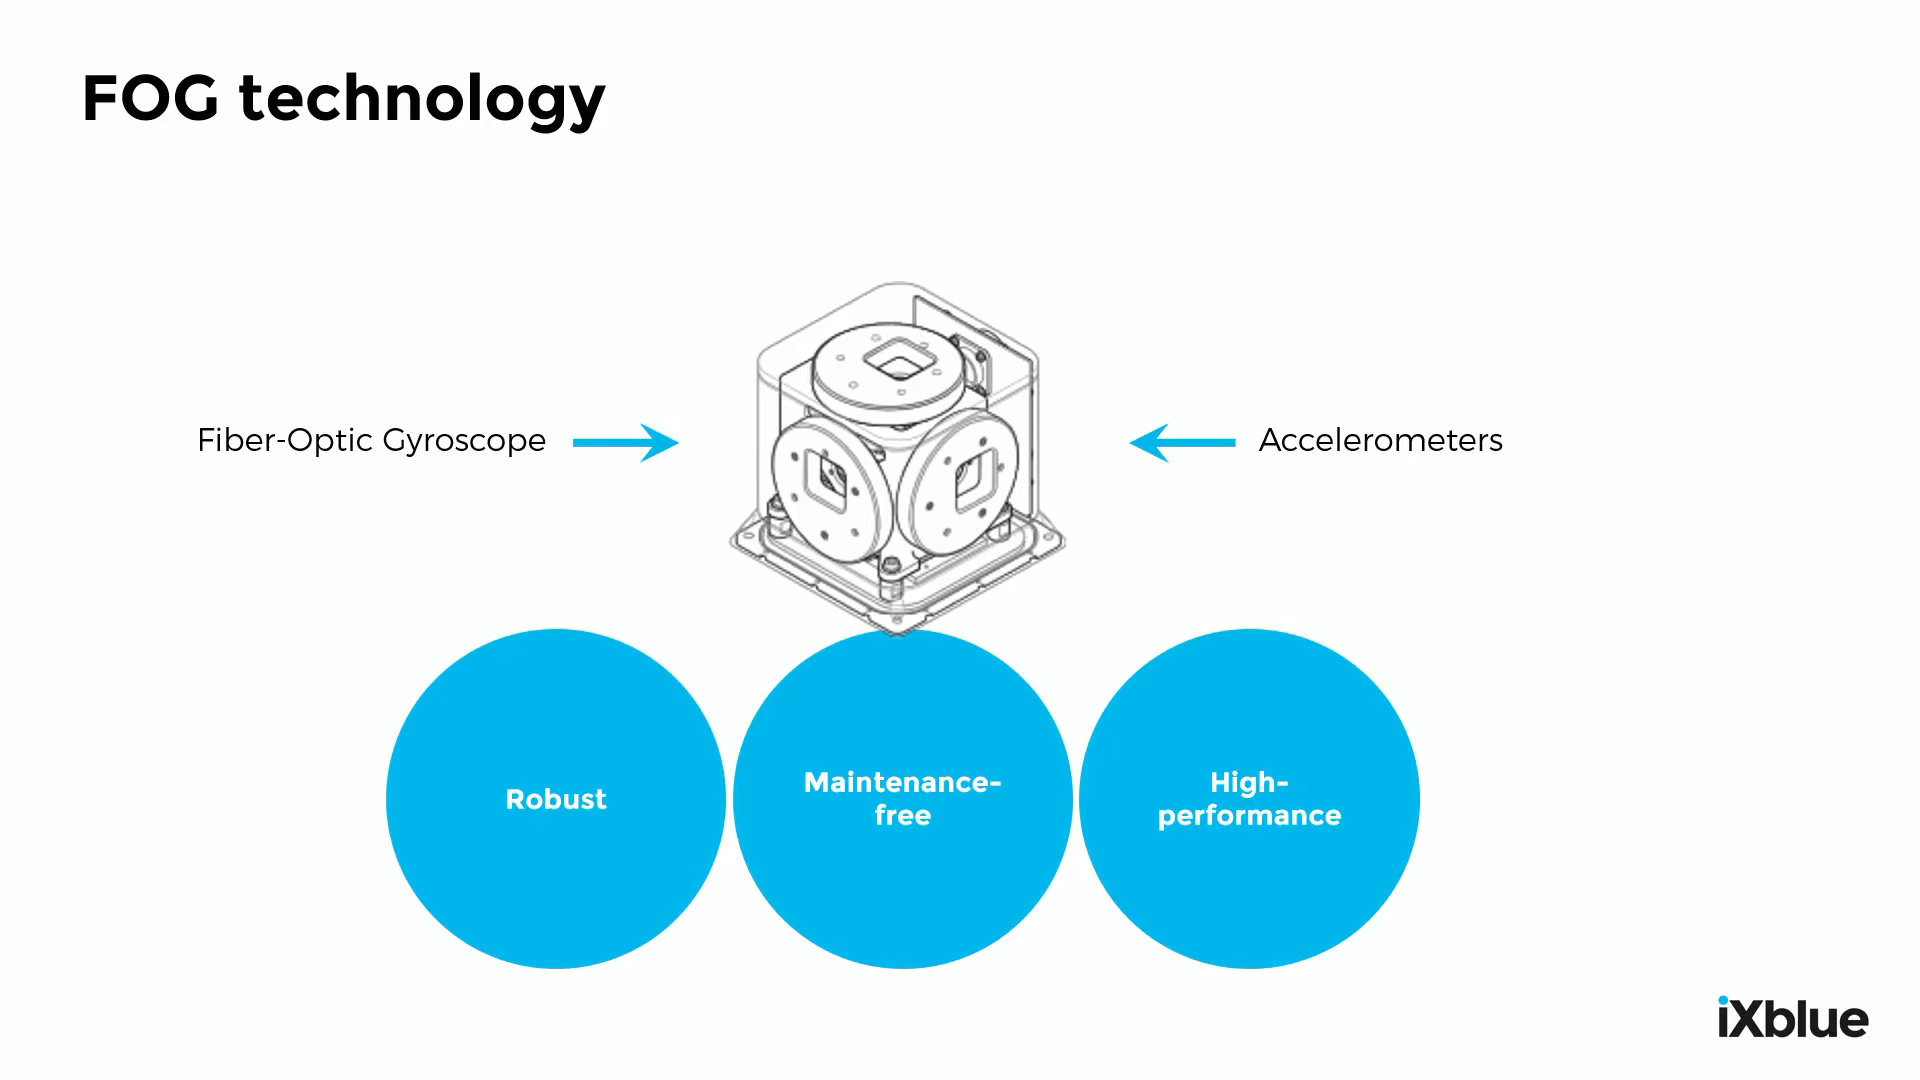 FOG technology
Fiber-Optic Gyroscope
Accelerometers
Robust
Maintenance-
free
High-
performance
iXblue